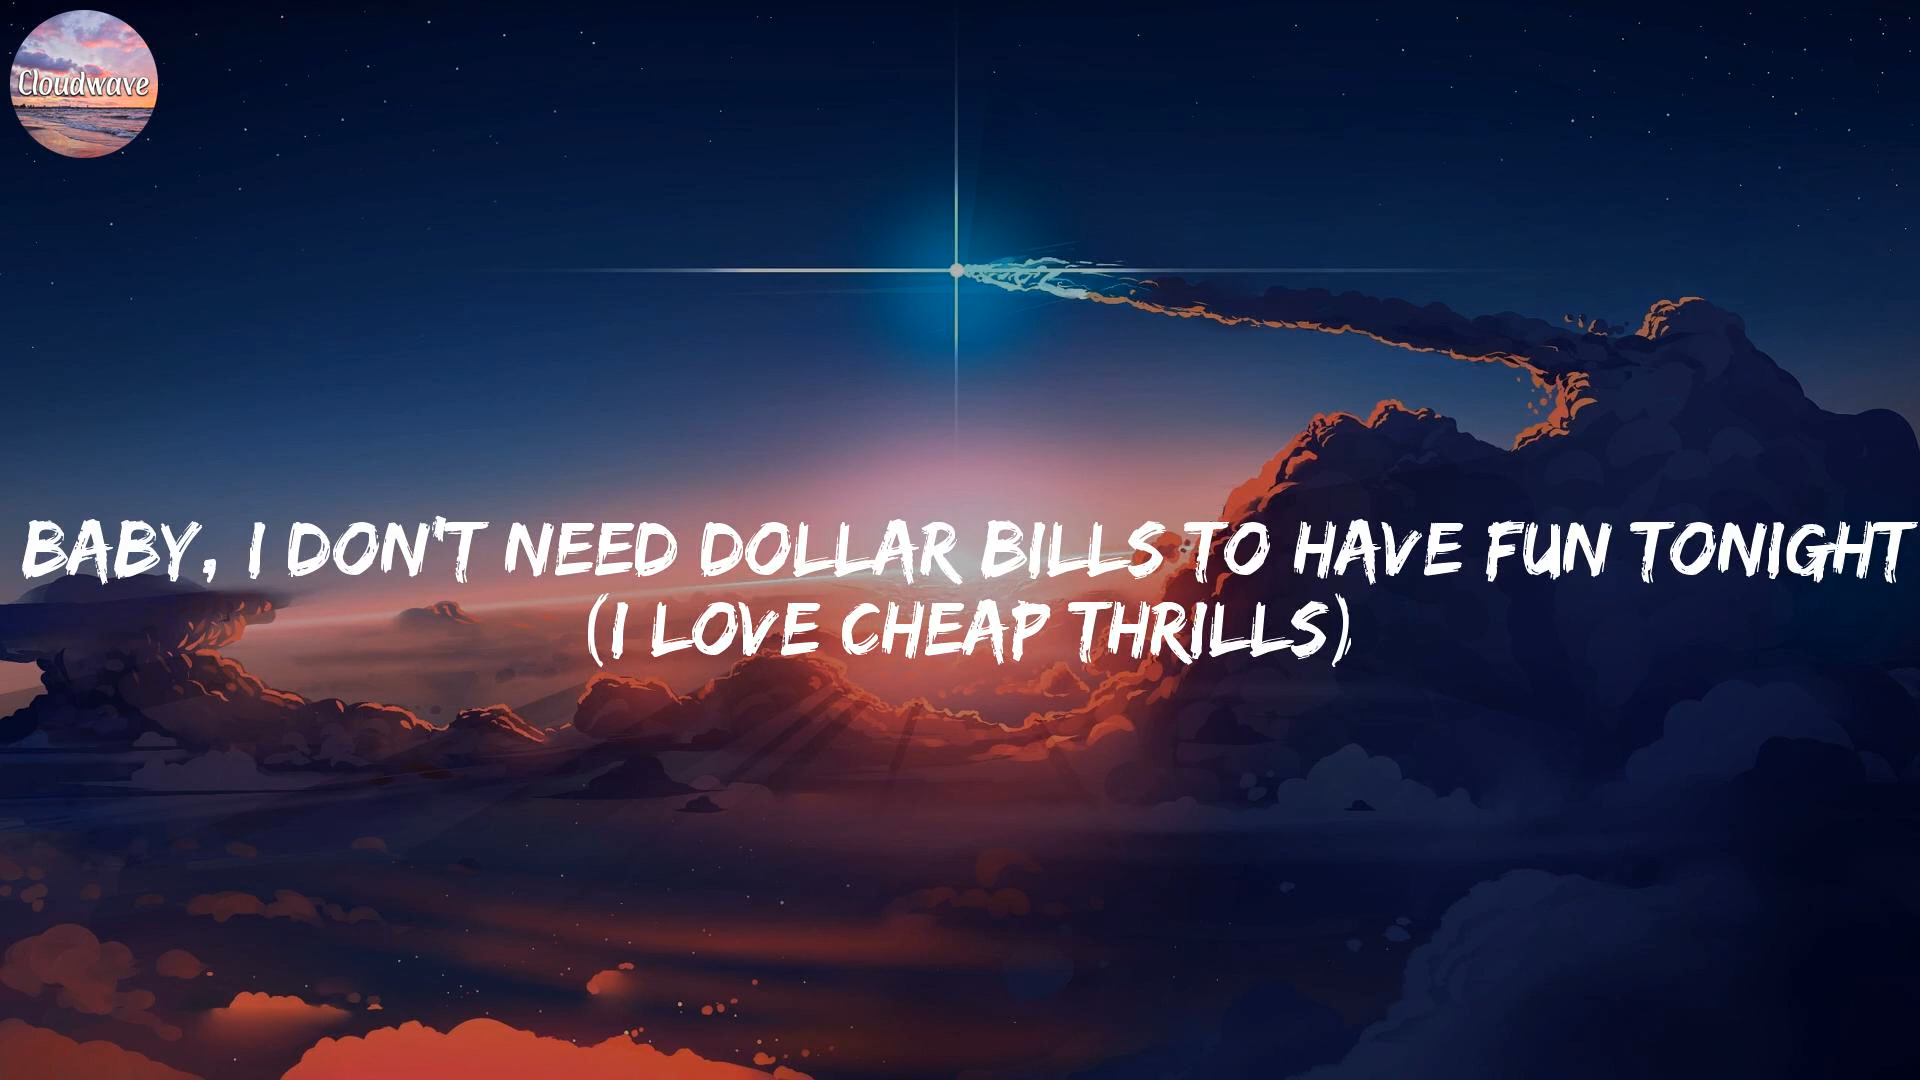 Cloudwave
BABY, I DON'T NEED DOLLAR BILLS TO HAVE FUN TONIGHT
(I LOVE CHEAP THRILLS)